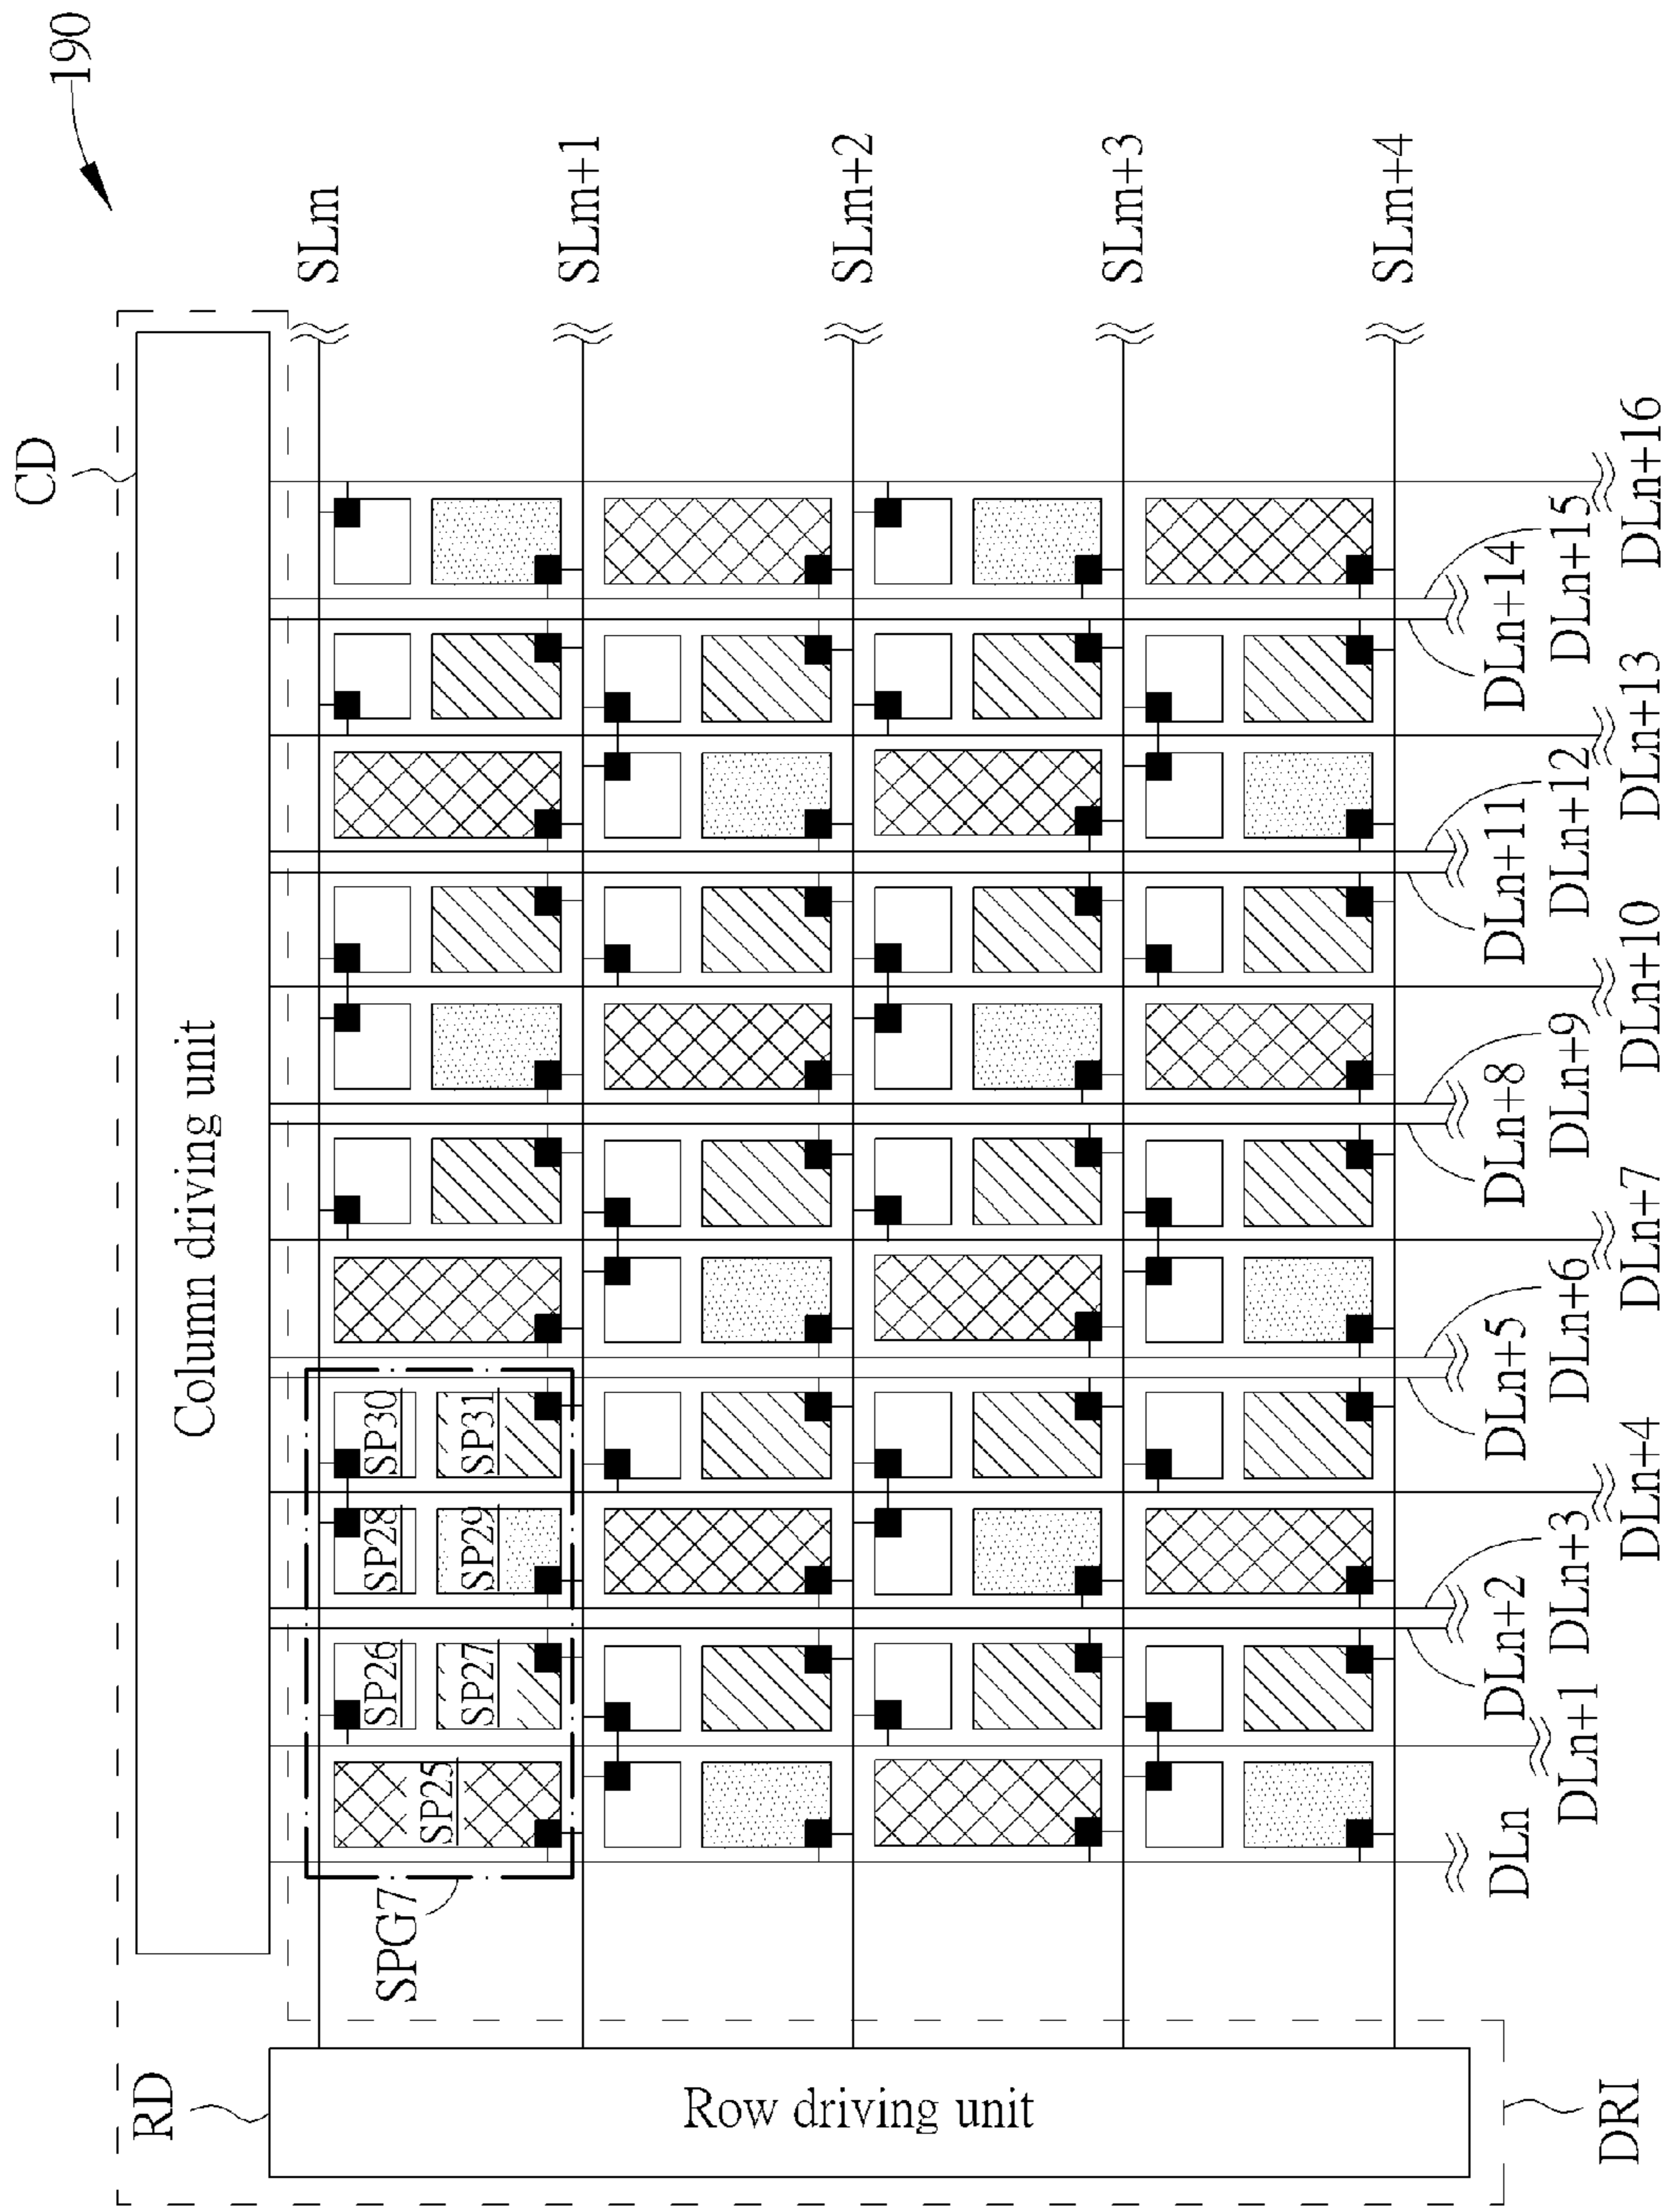 190
CD
Column driving unit
RD
Row driving unit
DRI
SPG7
SP25
SP26
SP27
SP28
SP29
SP30
SP31
SLm
SLm+1
SLm+2
SLm+3
SLm+4
DLn
DLn+1
DLn+2
DLn+3
DLn+4
DLn+5
DLn+6
DLn+7
DLn+8
DLn+9
DLn+10
DLn+11
DLn+12
DLn+13
DLn+14
DLn+15
DLn+16